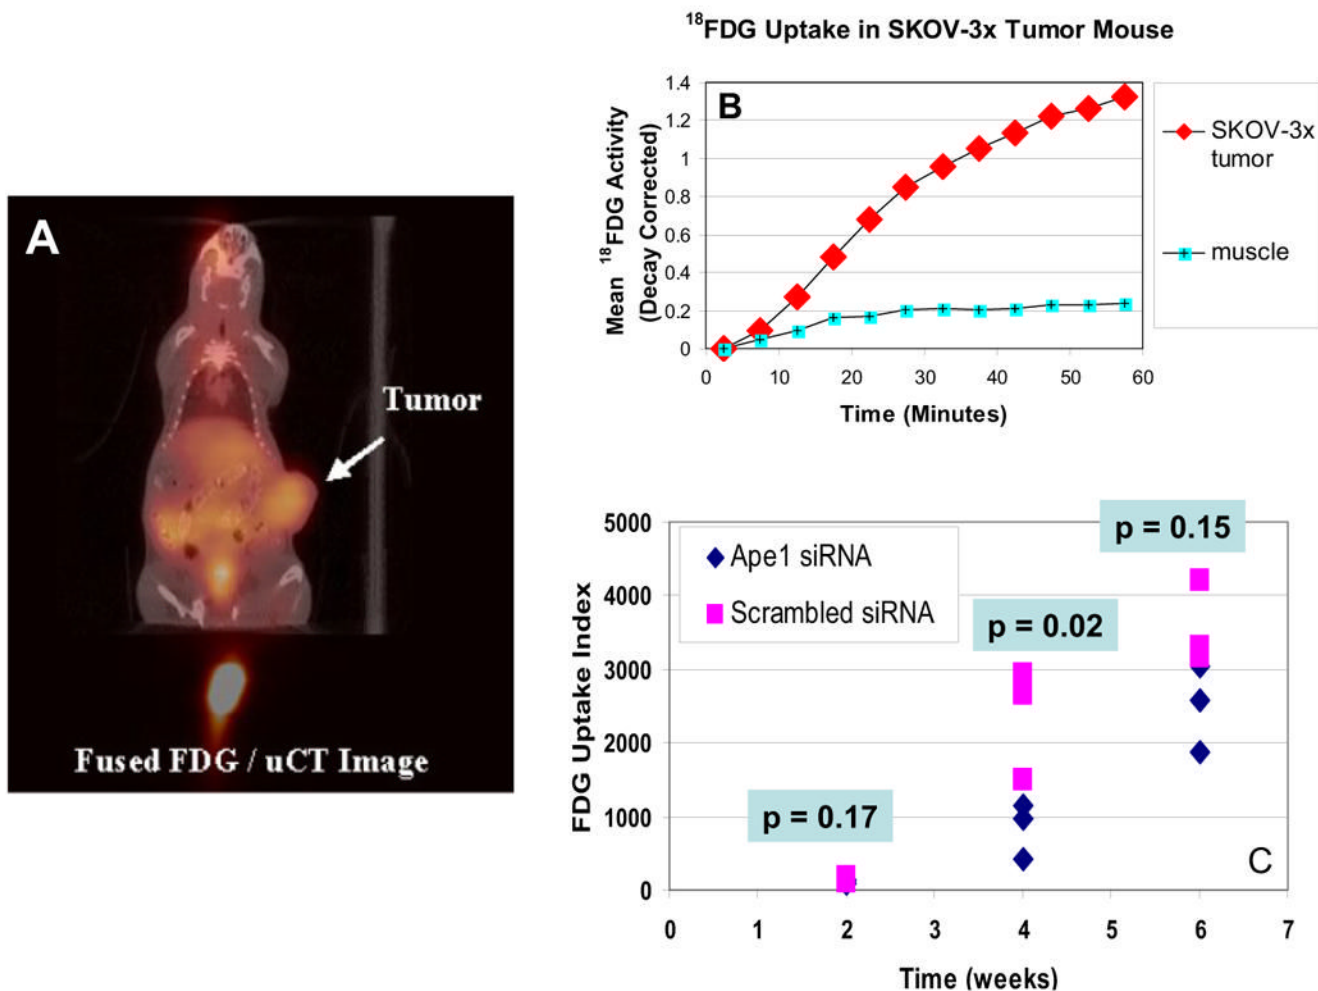 A
Tumor
Fused FDG / uCT Image
¹⁸FDG Uptake in SKOV-3x Tumor Mouse
B
Mean ¹⁸FDG Activity
(Decay Corrected)
1.4
1.2
1
0.8
0.6
0.4
0.2
0
0 10 20 30 40 50 60
Time (Minutes)
SKOV-3x
tumor
muscle
FDG Uptake Index
5000
4000
3000
2000
1000
0
Ape1 siRNA
Scrambled siRNA
p = 0.17
p = 0.02
p = 0.15
C
0 1 2 3 4 5 6 7
Time (weeks)